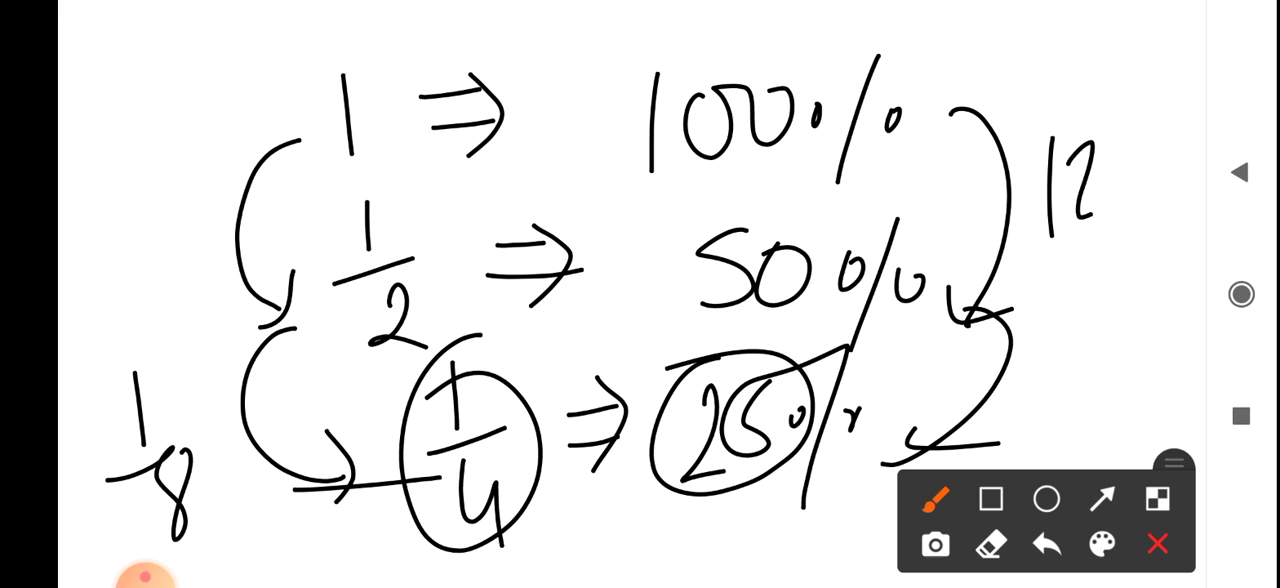 1 ⇒ 100%
12
1/2 ⇒ 50%
1/4 ⇒ 25%
1/8